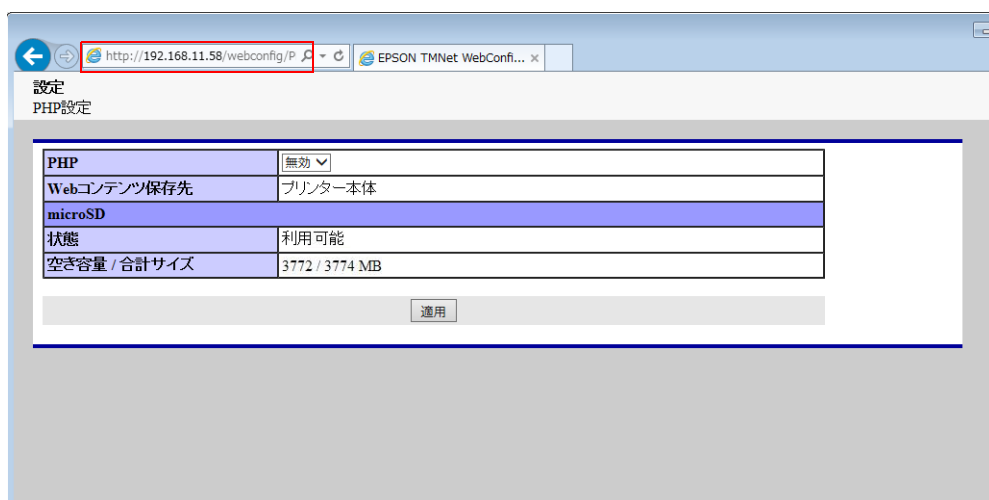 http://192.168.11.58/webconfig/P
EPSON TMNet WebConfi... ×
設定
PHP設定
PHP 無効
Webコンテンツ保存先 プリンター本体
microSD
状態 利用可能
空き容量 / 合計サイズ 3772 / 3774 MB
適用